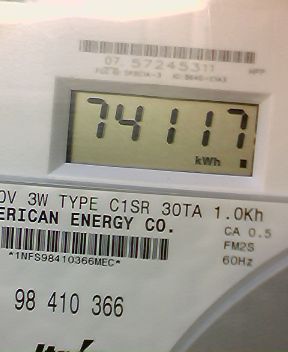 07 57245311
74117
kWh
0V 3W TYPE C1SR 30TA 1.0Kh
ERICAN ENERGY CO.
CA 0.5
FM2S
*1NFS98410366MEC*
60Hz
98 410 366